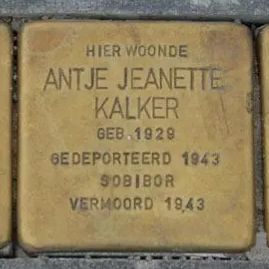 HIER WOONDE
ANTJE JEANETTE
KALKER
GEB. 1929
GEDEPORTEERD 1943
SOBIBOR
VERMOORD 1943